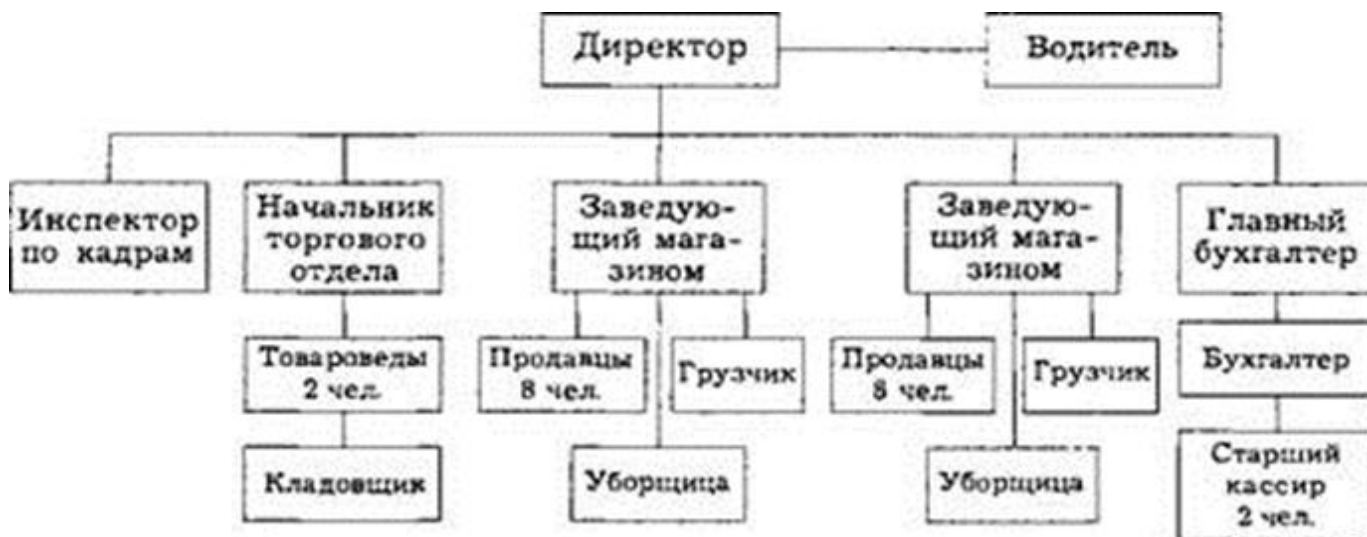 Директор
Водитель
Инспектор
по кадрам
Начальник
торгового
отдела
Заведую-
щий мага-
зином
Заведую-
щий мага-
зином
Главный
бухгалтер
Товароведы
2 чел.
Продавцы
8 чел.
Грузчик
Продавцы
8 чел.
Грузчик
Бухгалтер
Кладовщик
Уборщица
Уборщица
Старший
кассир
2 чел.